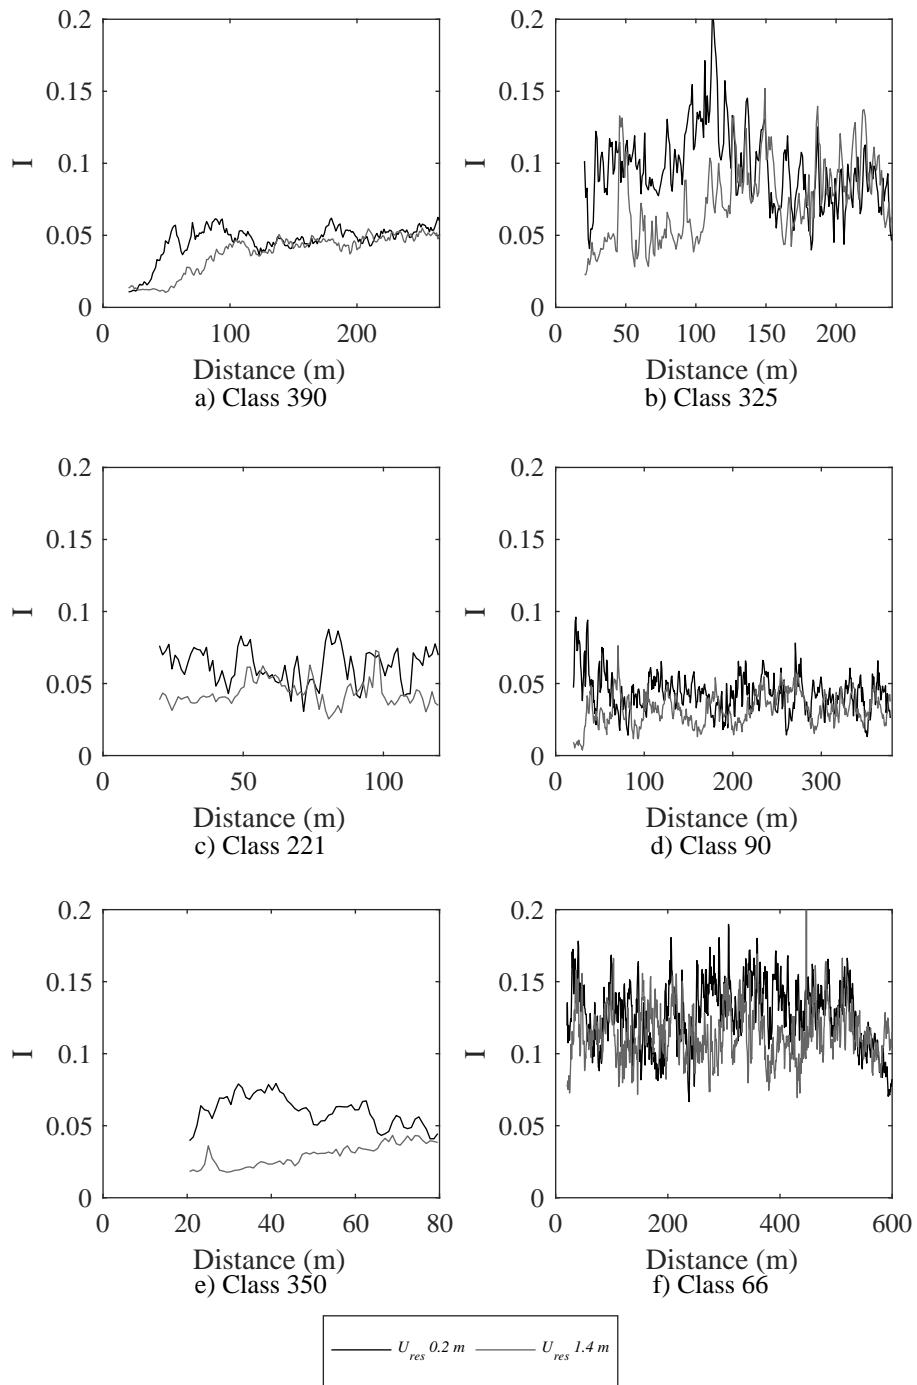 0.2 0.2
0.15 0.15
I 0.1 I 0.1
0.05 0.05
0 0
0 100 200 0 50 100 150 200
Distance (m) Distance (m)
a) Class 390 b) Class 325
0.2 0.2
0.15 0.15
I 0.1 I 0.1
0.05 0.05
0 0
0 50 100 0 100 200 300
Distance (m) Distance (m)
c) Class 221 d) Class 90
0.2 0.2
0.15 0.15
I 0.1 I 0.1
0.05 0.05
0 0
0 20 40 60 80 0 200 400 600
Distance (m) Distance (m)
e) Class 350 f) Class 66
U_res 0.2 m U_res 1.4 m